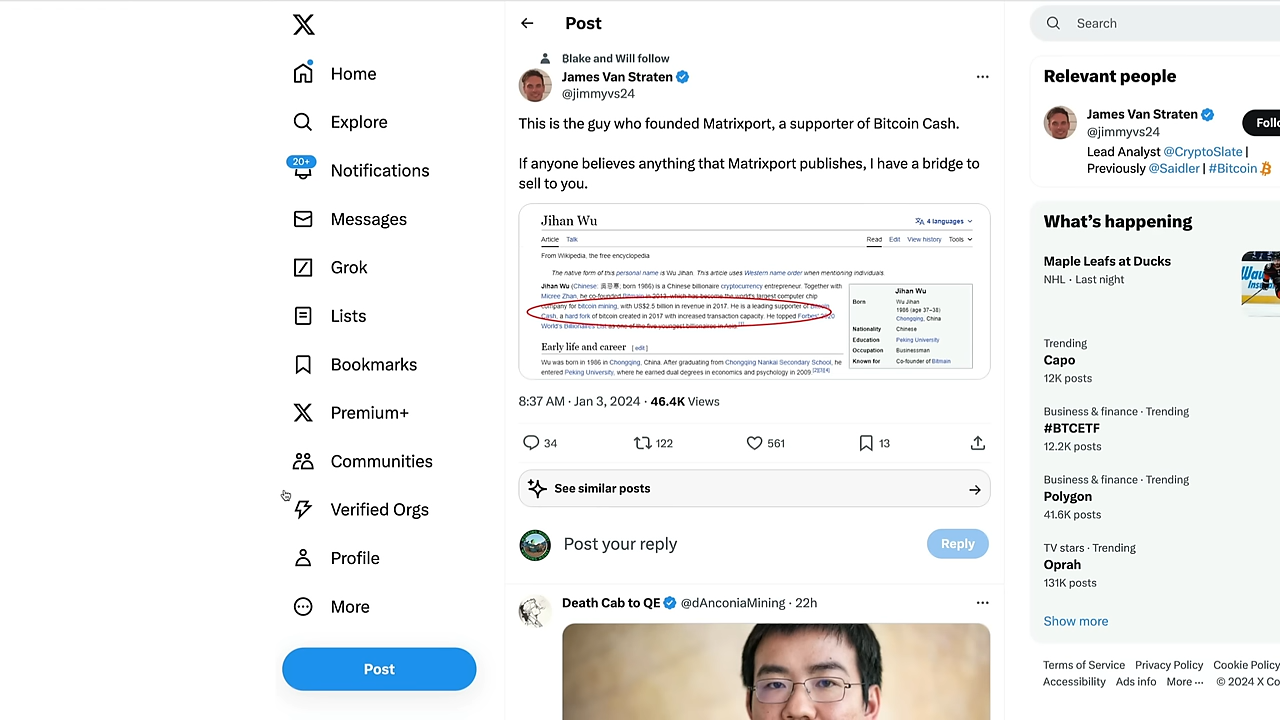 Home
Explore
20+
Notifications
Messages
Grok
Lists
Bookmarks
Premium+
Communities
Verified Orgs
Profile
More
Post
Post
Blake and Will follow
James Van Straten
@jimmyvs24
This is the guy who founded Matrixport, a supporter of Bitcoin Cash.
If anyone believes anything that Matrixport publishes, I have a bridge to
sell to you.
Jihan Wu
4 languages
Article Talk
Read Edit View history Tools
From Wikipedia, the free encyclopedia
The native form of this personal name is Wu Jihan. This article uses Western name order when mentioning individuals.
Jihan Wu (Chinese: 吴忌寒, born 1986) is a Chinese billionaire cryptocurrency entrepreneur. Together with
Micree Zhan, he co-founded Bitmain in 2013, which has become the world's largest computer chip
company for bitcoin mining, with US$2.5 billion in revenue in 2017. He is a leading supporter of Bitcoin
Cash, a hard fork of bitcoin created in 2017 with increased transaction capacity. He topped Forbes' 2020
World's Billionaires List as one of the five youngest billionaires in Asia.[1]
Jihan Wu
Born Wu Jihan
1986 (age 37–38)
Chongqing, China
Nationality Chinese
Education Peking University
Occupation Businessman
Known for Co-founder of Bitmain
Early life and career [ edit ]
Wu was born in 1986 in Chongqing, China. After graduating from Chongqing Nankai Secondary School, he
entered Peking University, where he earned dual degrees in economics and psychology in 2009.[2][3][4]
8:37 AM · Jan 3, 2024 · 46.4K Views
34 122 561 13
See similar posts
Post your reply
Reply
Death Cab to QE @dAnconiaMining · 22h
Search
Relevant people
James Van Straten
@jimmyvs24
Follo
Lead Analyst @CryptoSlate |
Previously @Saidler | #Bitcoin
What's happening
Maple Leafs at Ducks
NHL · Last night
Trending
Capo
12K posts
Business & finance · Trending
#BTCETF
12.2K posts
Business & finance · Trending
Polygon
41.6K posts
TV stars · Trending
Oprah
131K posts
Show more
Terms of Service Privacy Policy Cookie Policy
Accessibility Ads info More ··· © 2024 X Co